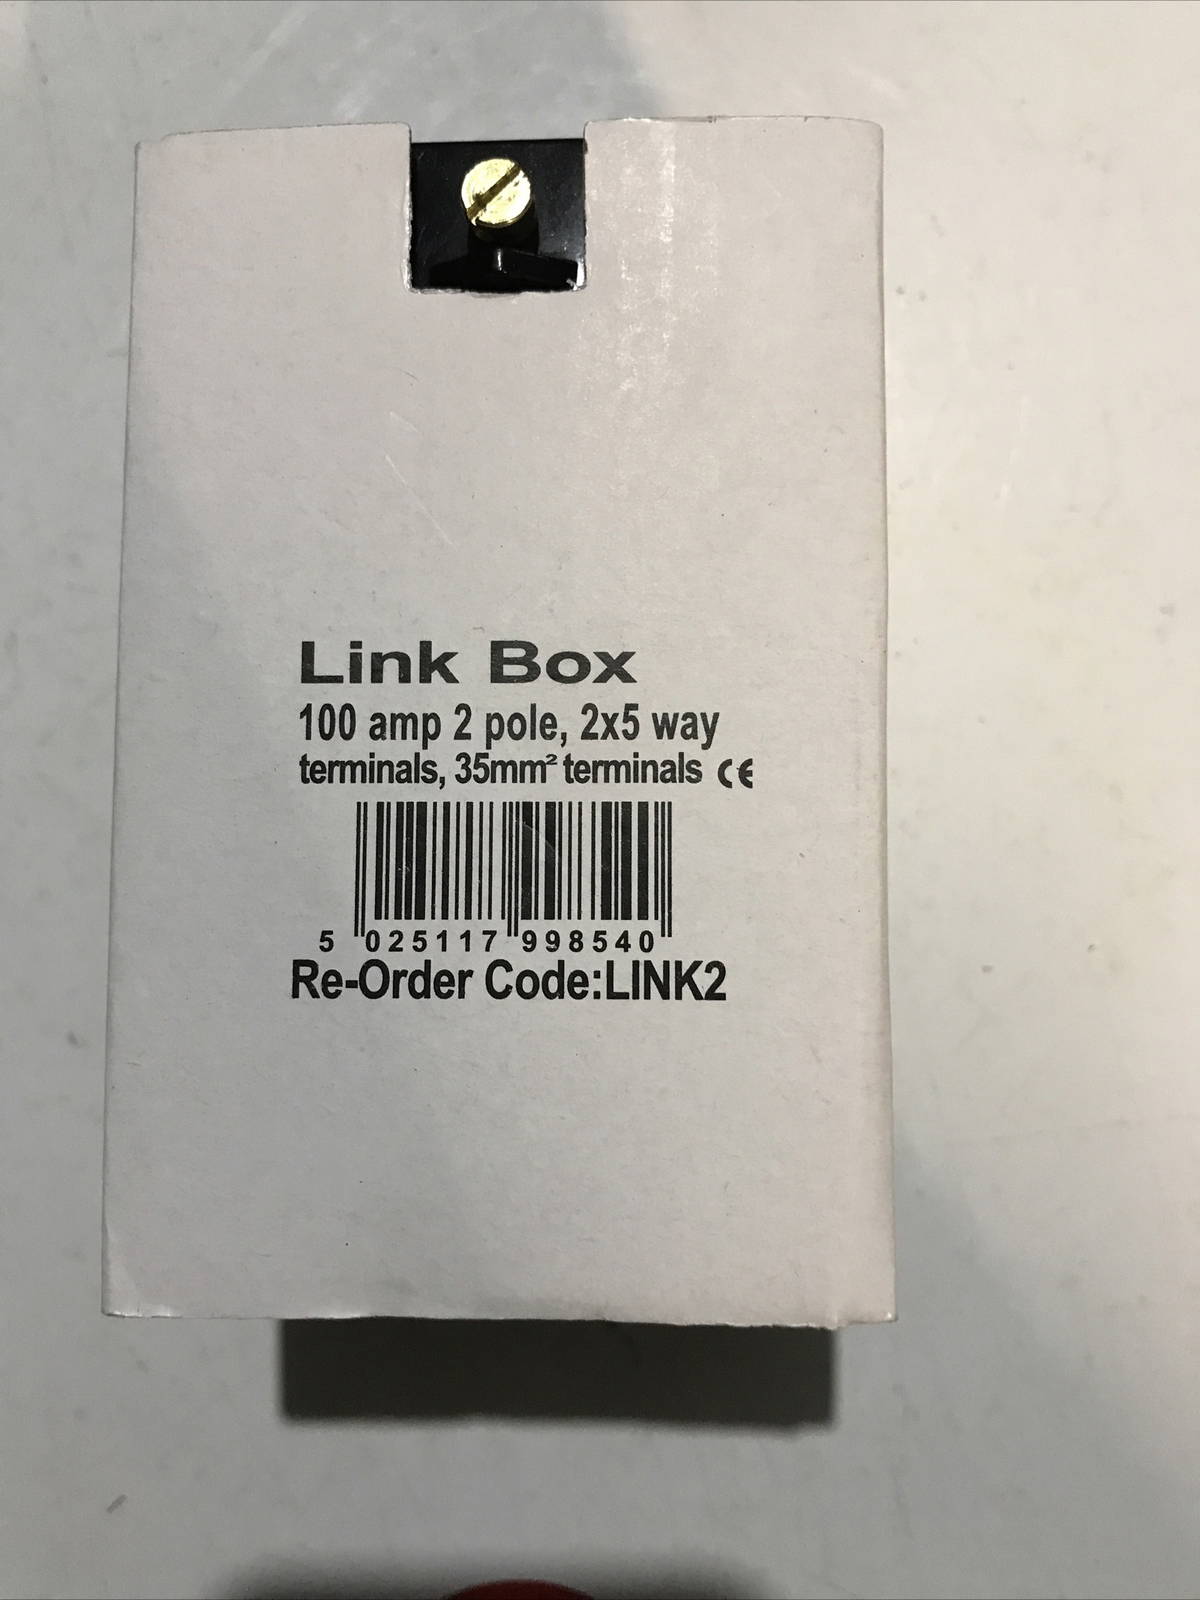 Link Box
100 amp 2 pole, 2x5 way
terminals, 35mm² terminals CE
5 025117 998540
Re-Order Code:LINK2